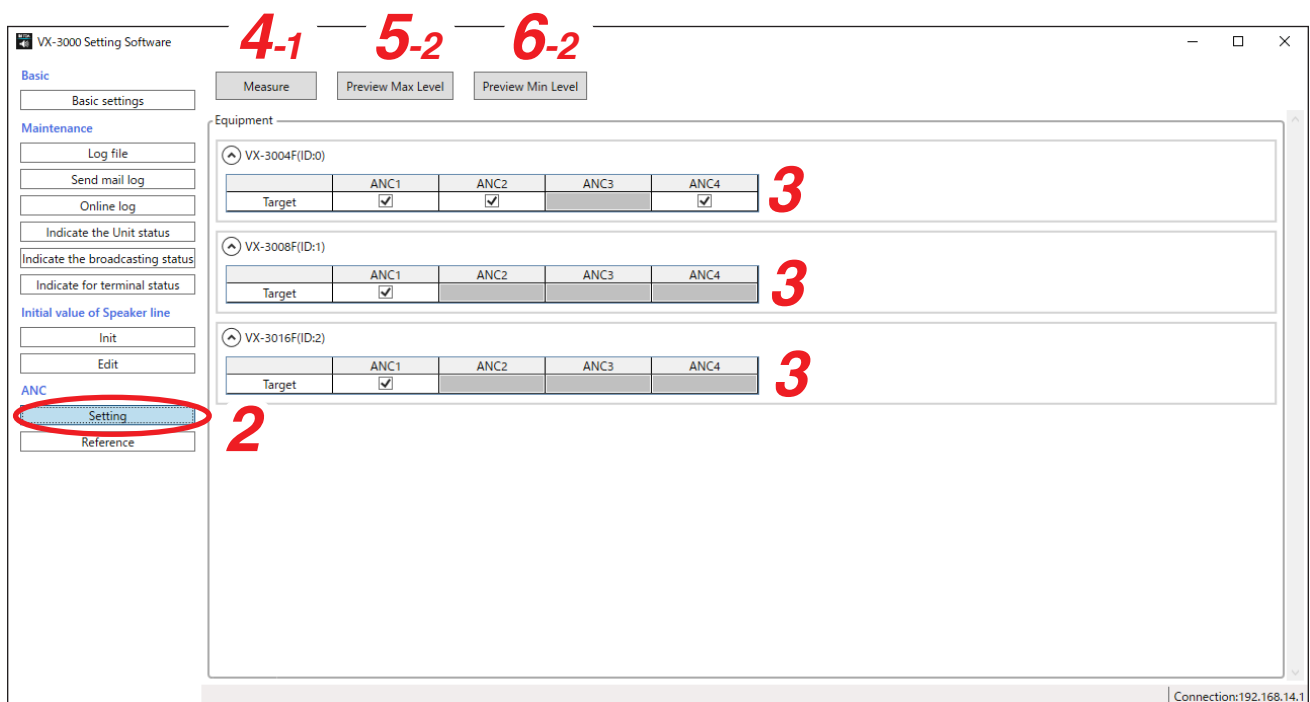 4-1 5-2 6-2
VX-3000 Setting Software
Basic
Basic settings
Maintenance
Log file
Send mail log
Online log
Indicate the Unit status
Indicate the broadcasting status
Indicate for terminal status
Initial value of Speaker line
Init
Edit
ANC
Setting
2
Reference
Measure Preview Max Level Preview Min Level
Equipment
VX-3004F(ID:0)
ANC1 ANC2 ANC3 ANC4
Target
3
VX-3008F(ID:1)
ANC1 ANC2 ANC3 ANC4
Target
3
VX-3016F(ID:2)
ANC1 ANC2 ANC3 ANC4
Target
3
Connection:192.168.14.1